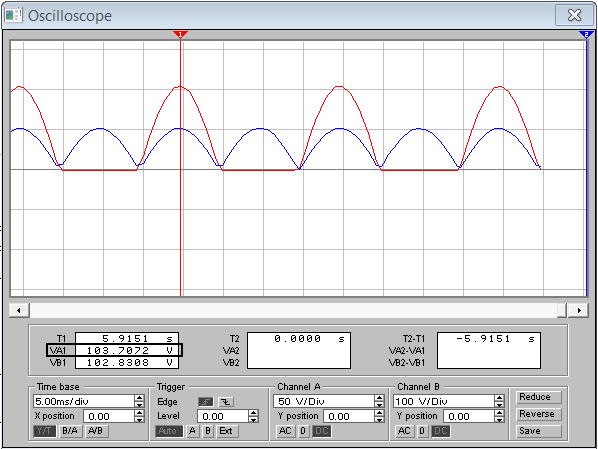 Oscilloscope
1
2
T1 5.9151 s T2 0.0000 s T2-T1 -5.9151 s
VA1 103.7072 V VA2 VA2-VA1
VB1 102.8308 V VB2 VB2-VB1
Time base Trigger Channel A Channel B
5.00ms/div Edge 50 V/Div 100 V/Div Reduce
X position 0.00 Level 0.00 Y position 0.00 Y position 0.00 Reverse
Y/T B/A A/B Auto A B Ext AC 0 DC AC 0 DC Save